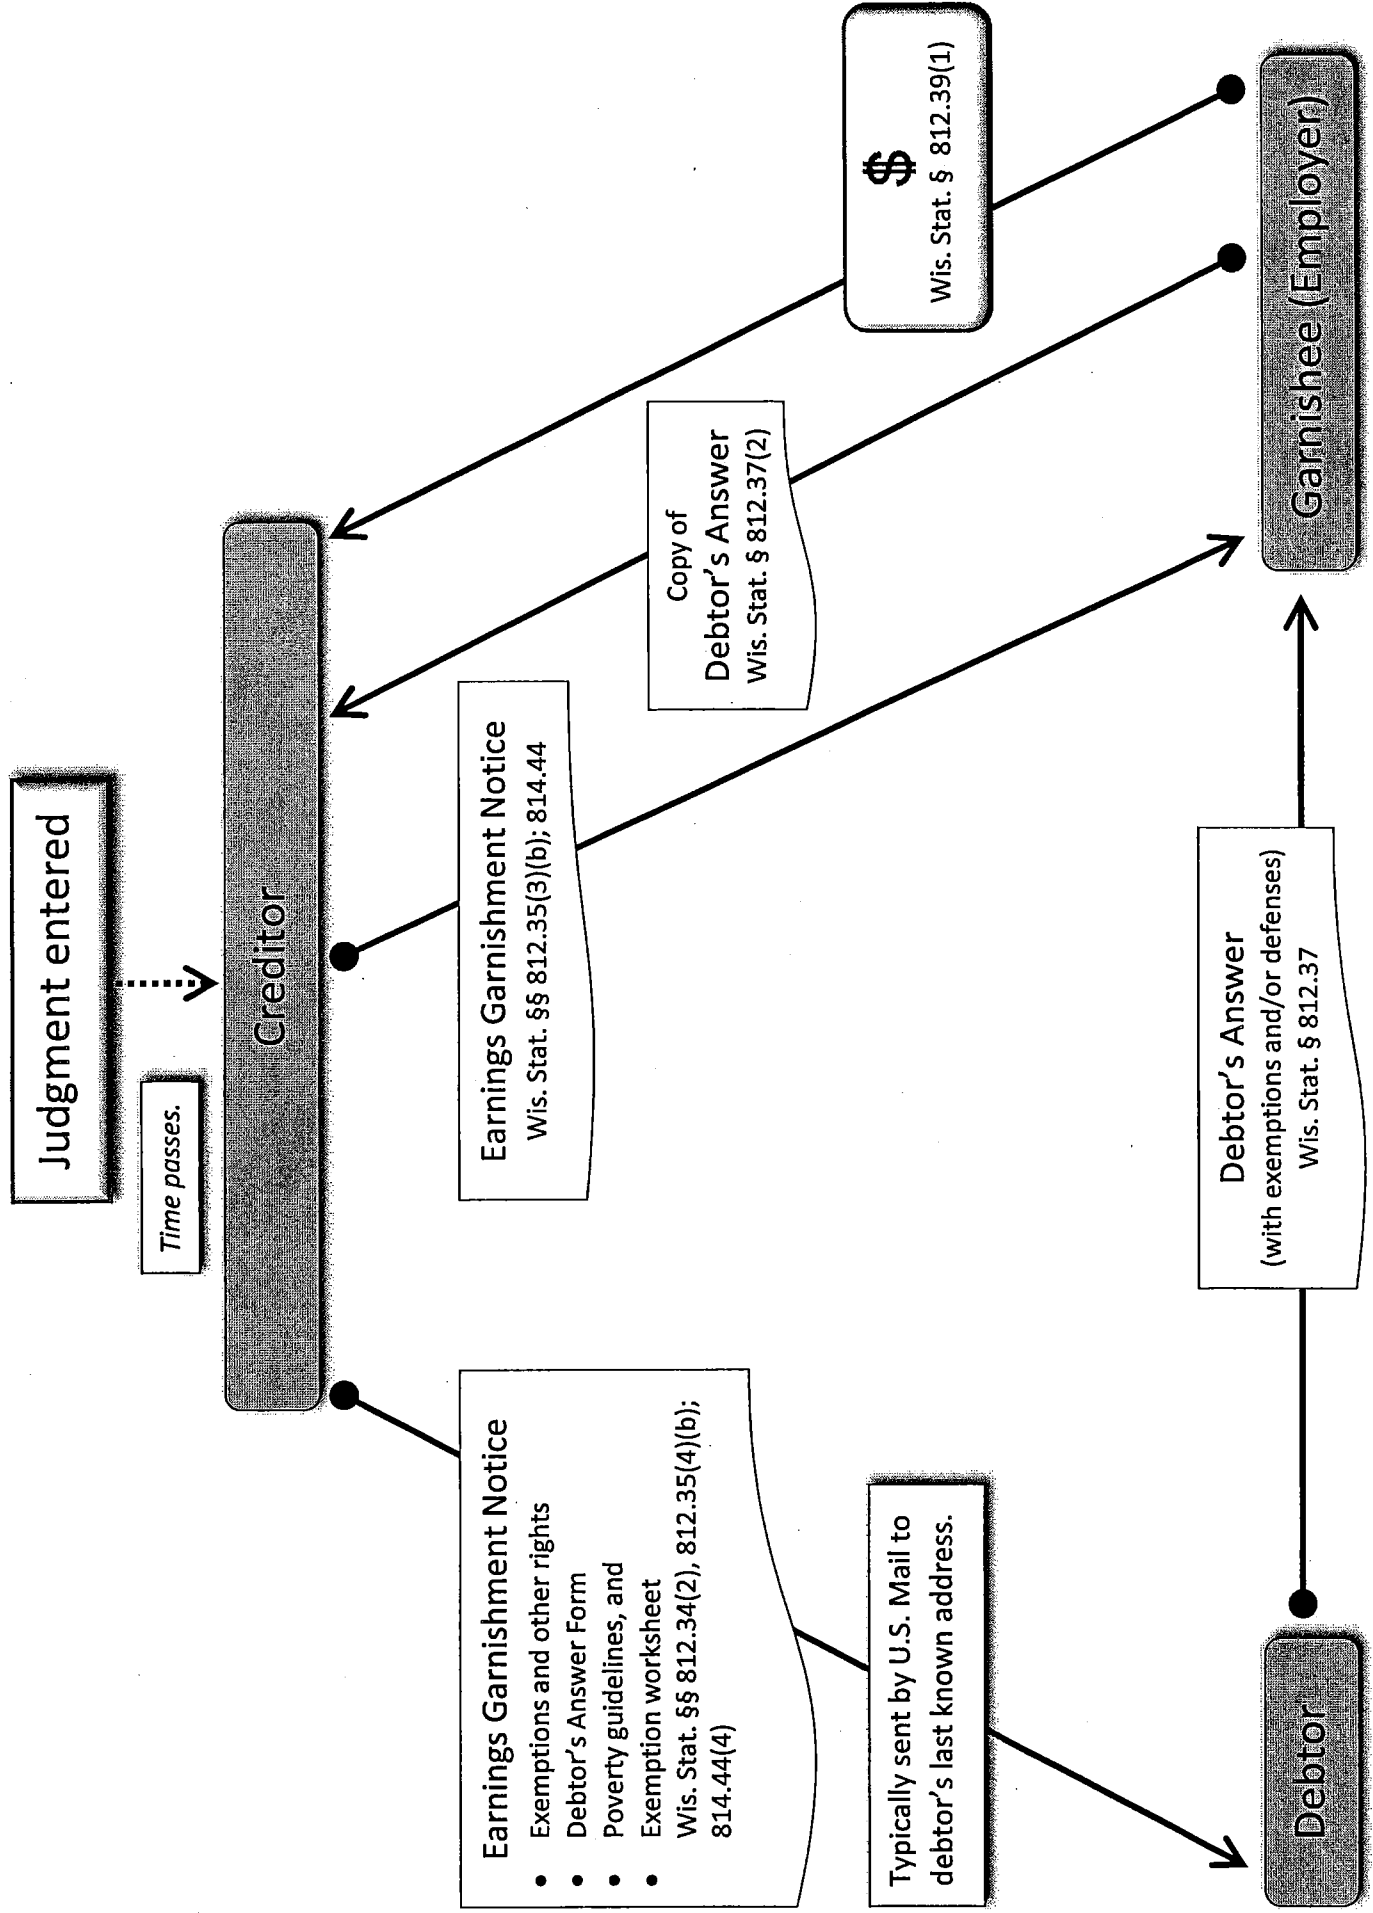 Judgment entered
Time passes.
Creditor
Earnings Garnishment Notice
• Exemptions and other rights
• Debtor's Answer Form
• Poverty guidelines, and
• Exemption worksheet
Wis. Stat. §§ 812.34(2), 812.35(4)(b);
814.44(4)
Typically sent by U.S. Mail to
debtor's last known address.
Earnings Garnishment Notice
Wis. Stat. §§ 812.35(3)(b); 814.44
Copy of
Debtor's Answer
Wis. Stat. § 812.37(2)
$
Wis. Stat. § 812.39(1)
Debtor
Debtor's Answer
(with exemptions and/or defenses)
Wis. Stat. § 812.37
Garnishee (Employer)